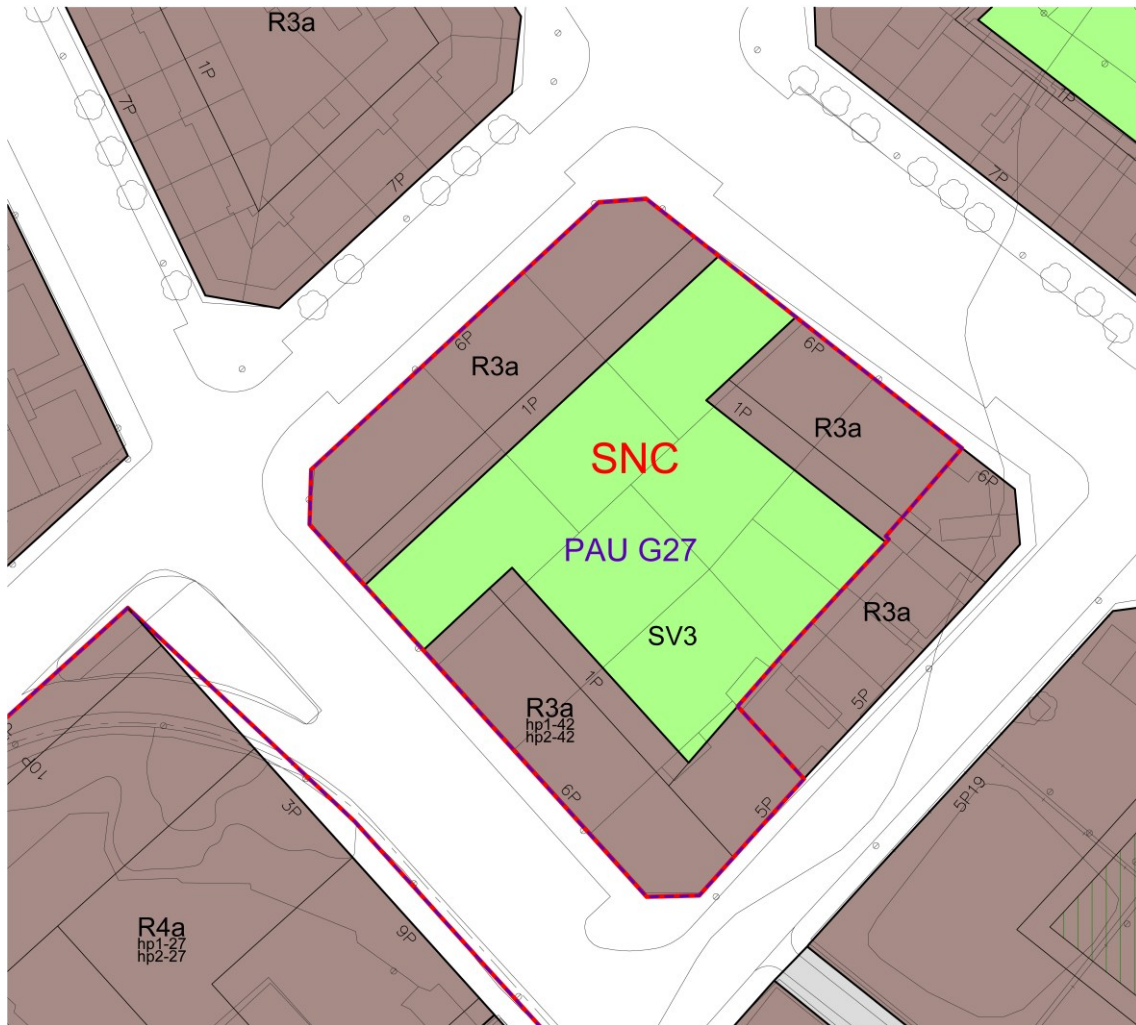 R3a
1P
7P
7P
1P
7P
6P
R3a
1P
6P
1P
R3a
6P
SNC
PAU G27
SV3
R3a
1P
R3a
hp1-42
hp2-42
5P
6P
5P
5P19
10P
3P
R4a
hp1-27
hp2-27
9P